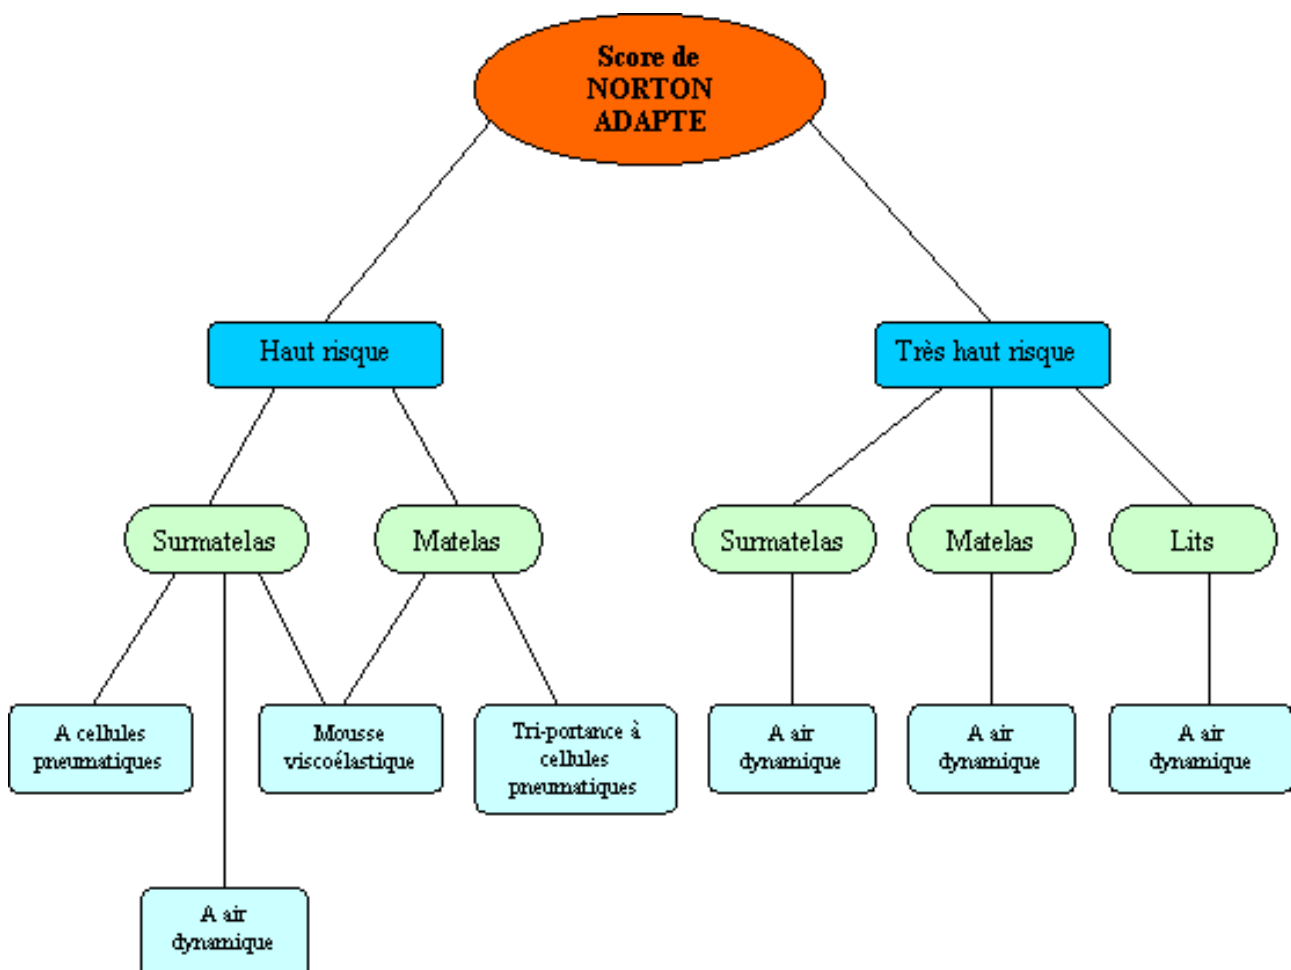 Score de
NORTON
ADAPTE
Haut risque
Très haut risque
Surmatelas
Matelas
Surmatelas
Matelas
Lits
A cellules
pneumatiques
Mousse
viscoélastique
Tri-portance à
cellules
pneumatiques
A air
dynamique
A air
dynamique
A air
dynamique
A air
dynamique